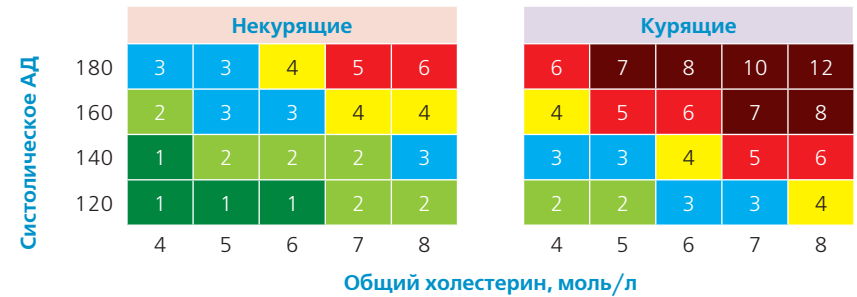 Некурящие Курящие
180 3 3 4 5 6 6 7 8 10 12
160 2 3 3 4 4 4 5 6 7 8
140 1 2 2 2 3 3 3 4 5 6
120 1 1 1 2 2 2 2 3 3 4
4 5 6 7 8 4 5 6 7 8
Систолическое АД
Общий холестерин, моль/л